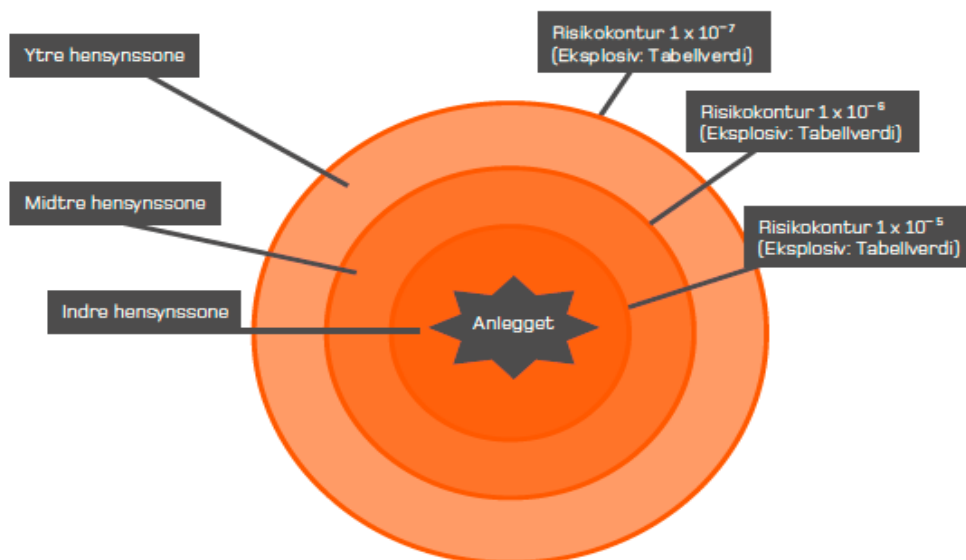 Ytre hensynssone
Risikokontur 1 x 10⁻⁷
(Eksplosiv: Tabellverdi)
Risikokontur 1 x 10⁻⁶
(Eksplosiv: Tabellverdi)
Midtre hensynssone
Risikokontur 1 x 10⁻⁵
(Eksplosiv: Tabellverdi)
Indre hensynssone
Anlegget